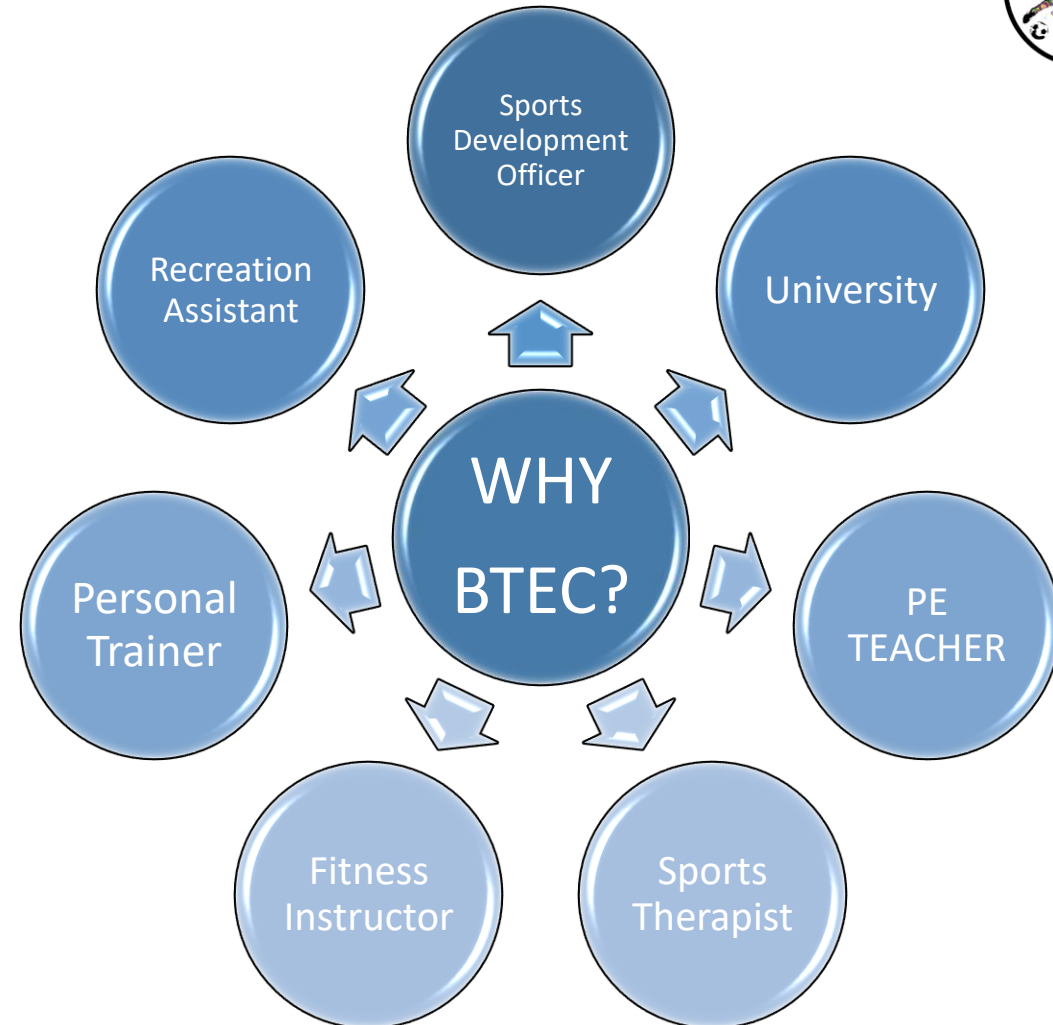 Sports
Development
Officer
University
PE
TEACHER
Sports
Therapist
Fitness
Instructor
Personal
Trainer
Recreation
Assistant
WHY
BTEC?